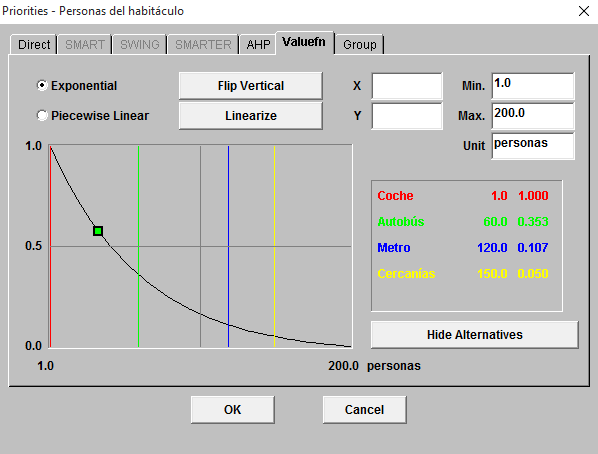 Priorities - Personas del habitáculo
Direct SMART SWING SMARTER AHP Valuefn Group
Exponential Flip Vertical X Min. 1.0
Piecewise Linear Linearize Y Max. 200.0
Unit personas
1.0
0.5
0.0
1.0 200.0 personas
Coche 1.0 1.000
Autobús 60.0 0.353
Metro 120.0 0.107
Cercanías 150.0 0.050
Hide Alternatives
OK Cancel